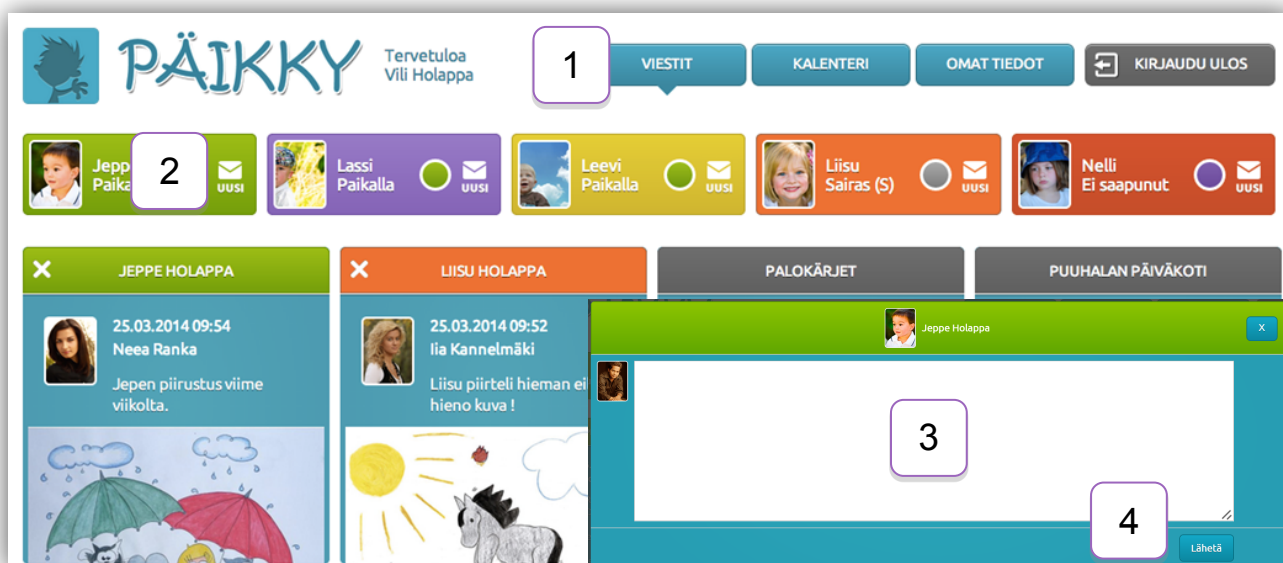 PÄIKKY
Tervetuloa
Vili Holappa
1
VIESTIT
KALENTERI
OMAT TIEDOT
KIRJAUDU ULOS
2
UUSI
Lassi
Paikalla
UUSI
Leevi
Paikalla
UUSI
Liisu
Sairas (S)
UUSI
Nelli
Ei saapunut
UUSI
JEPPE HOLAPPA
LIISU HOLAPPA
PALOKÄRJET
PUUHALAN PÄIVÄKOTI
25.03.2014 09:54
Neea Ranka
Jepen piirustus viime
viikolta.
25.03.2014 09:52
Iia Kannelmäki
Liisu piirteli hieman
hieno kuva !
Jeppe Holappa
X
3
4
Lähetä